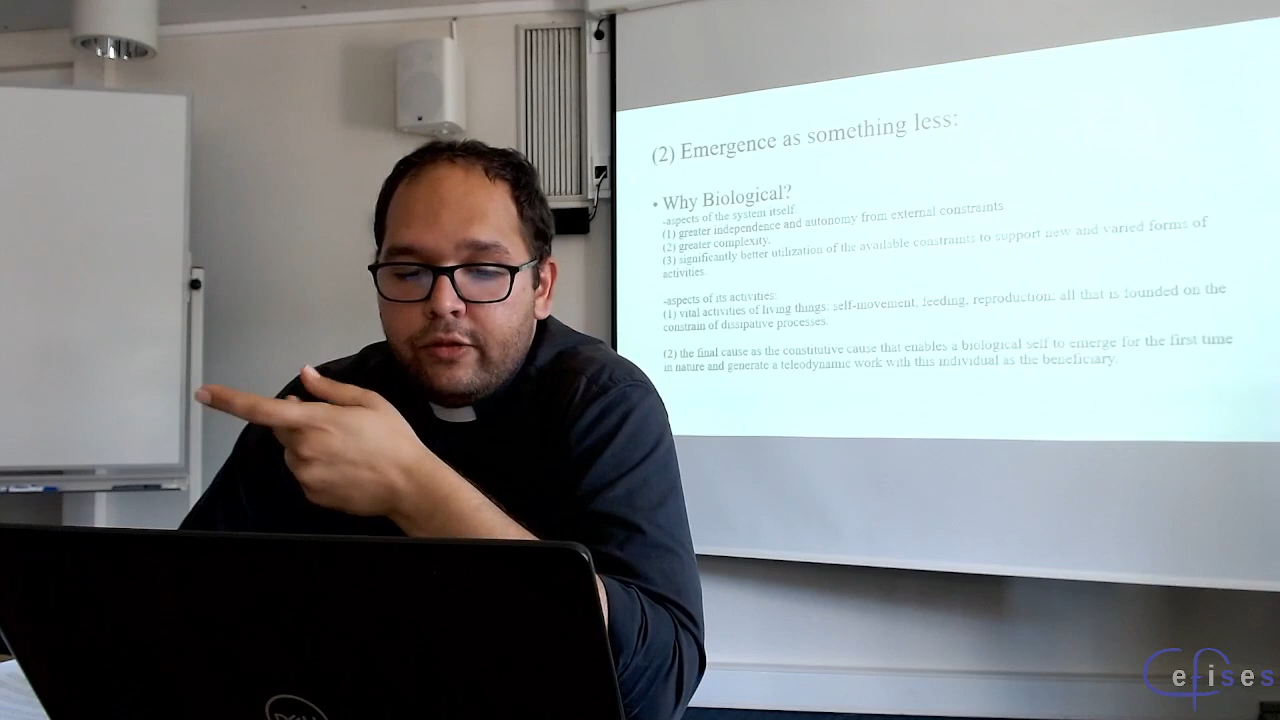 (2) Emergence as something less:
• Why Biological?
-aspects of the system itself.
(1) greater independence and autonomy from external constraints.
(2) greater complexity.
(3) significantly better utilization of the available constraints to support new and varied forms of
activities.
-aspects of its activities:
(1) vital activities of living things: self-movement, feeding, reproduction: all that is founded on the
constrain of dissipative processes.
(2) the final cause as the constitutive cause that enables a biological self to emerge for the first time
in nature and generate a teleodynamic work with this individual as the beneficiary.
DELL
Cefises